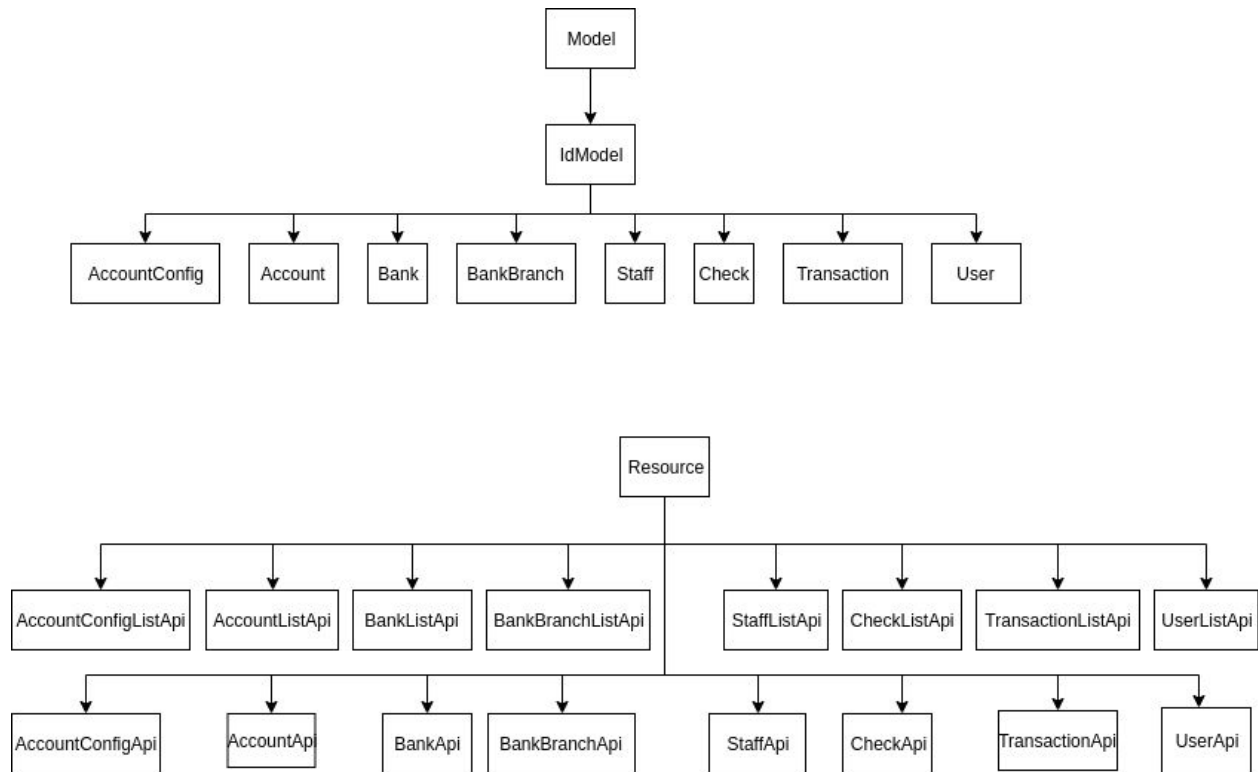 Model
IdModel
AccountConfig
Account
Bank
BankBranch
Staff
Check
Transaction
User
Resource
AccountConfigListApi
AccountListApi
BankListApi
BankBranchListApi
StaffListApi
CheckListApi
TransactionListApi
UserListApi
AccountConfigApi
AccountApi
BankApi
BankBranchApi
StaffApi
CheckApi
TransactionApi
UserApi